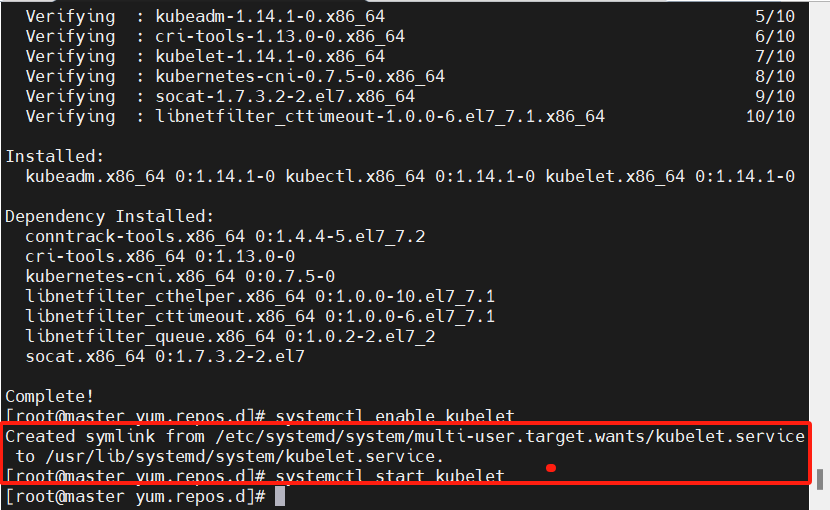 Verifying : kubeadm-1.14.1-0.x86_64 5/10
Verifying : cri-tools-1.13.0-0.x86_64 6/10
Verifying : kubelet-1.14.1-0.x86_64 7/10
Verifying : kubernetes-cni-0.7.5-0.x86_64 8/10
Verifying : socat-1.7.3.2-2.el7.x86_64 9/10
Verifying : libnetfilter_cttimeout-1.0.0-6.el7_7.1.x86_64 10/10
Installed:
kubeadm.x86_64 0:1.14.1-0 kubectl.x86_64 0:1.14.1-0 kubelet.x86_64 0:1.14.1-0
Dependency Installed:
conntrack-tools.x86_64 0:1.4.4-5.el7_7.2
cri-tools.x86_64 0:1.13.0-0
kubernetes-cni.x86_64 0:0.7.5-0
libnetfilter_cthelper.x86_64 0:1.0.0-10.el7_7.1
libnetfilter_cttimeout.x86_64 0:1.0.0-6.el7_7.1
libnetfilter_queue.x86_64 0:1.0.2-2.el7_2
socat.x86_64 0:1.7.3.2-2.el7
Complete!
[root@master yum.repos.d]# systemctl enable kubelet
Created symlink from /etc/systemd/system/multi-user.target.wants/kubelet.service
to /usr/lib/systemd/system/kubelet.service.
[root@master yum.repos.d]# systemctl start kubelet
[root@master yum.repos.d]#